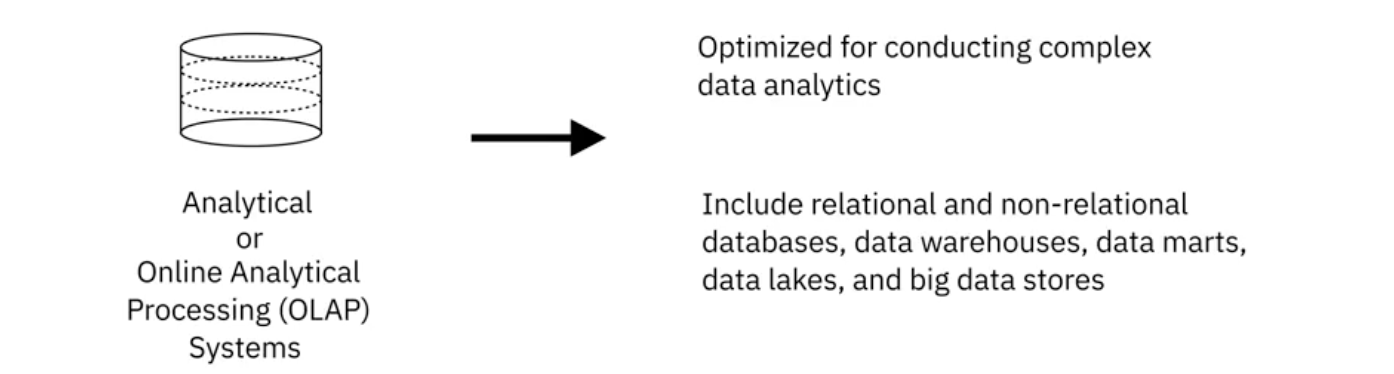 Analytical
or
Online Analytical
Processing (OLAP)
Systems
Optimized for conducting complex
data analytics
Include relational and non-relational
databases, data warehouses, data marts,
data lakes, and big data stores